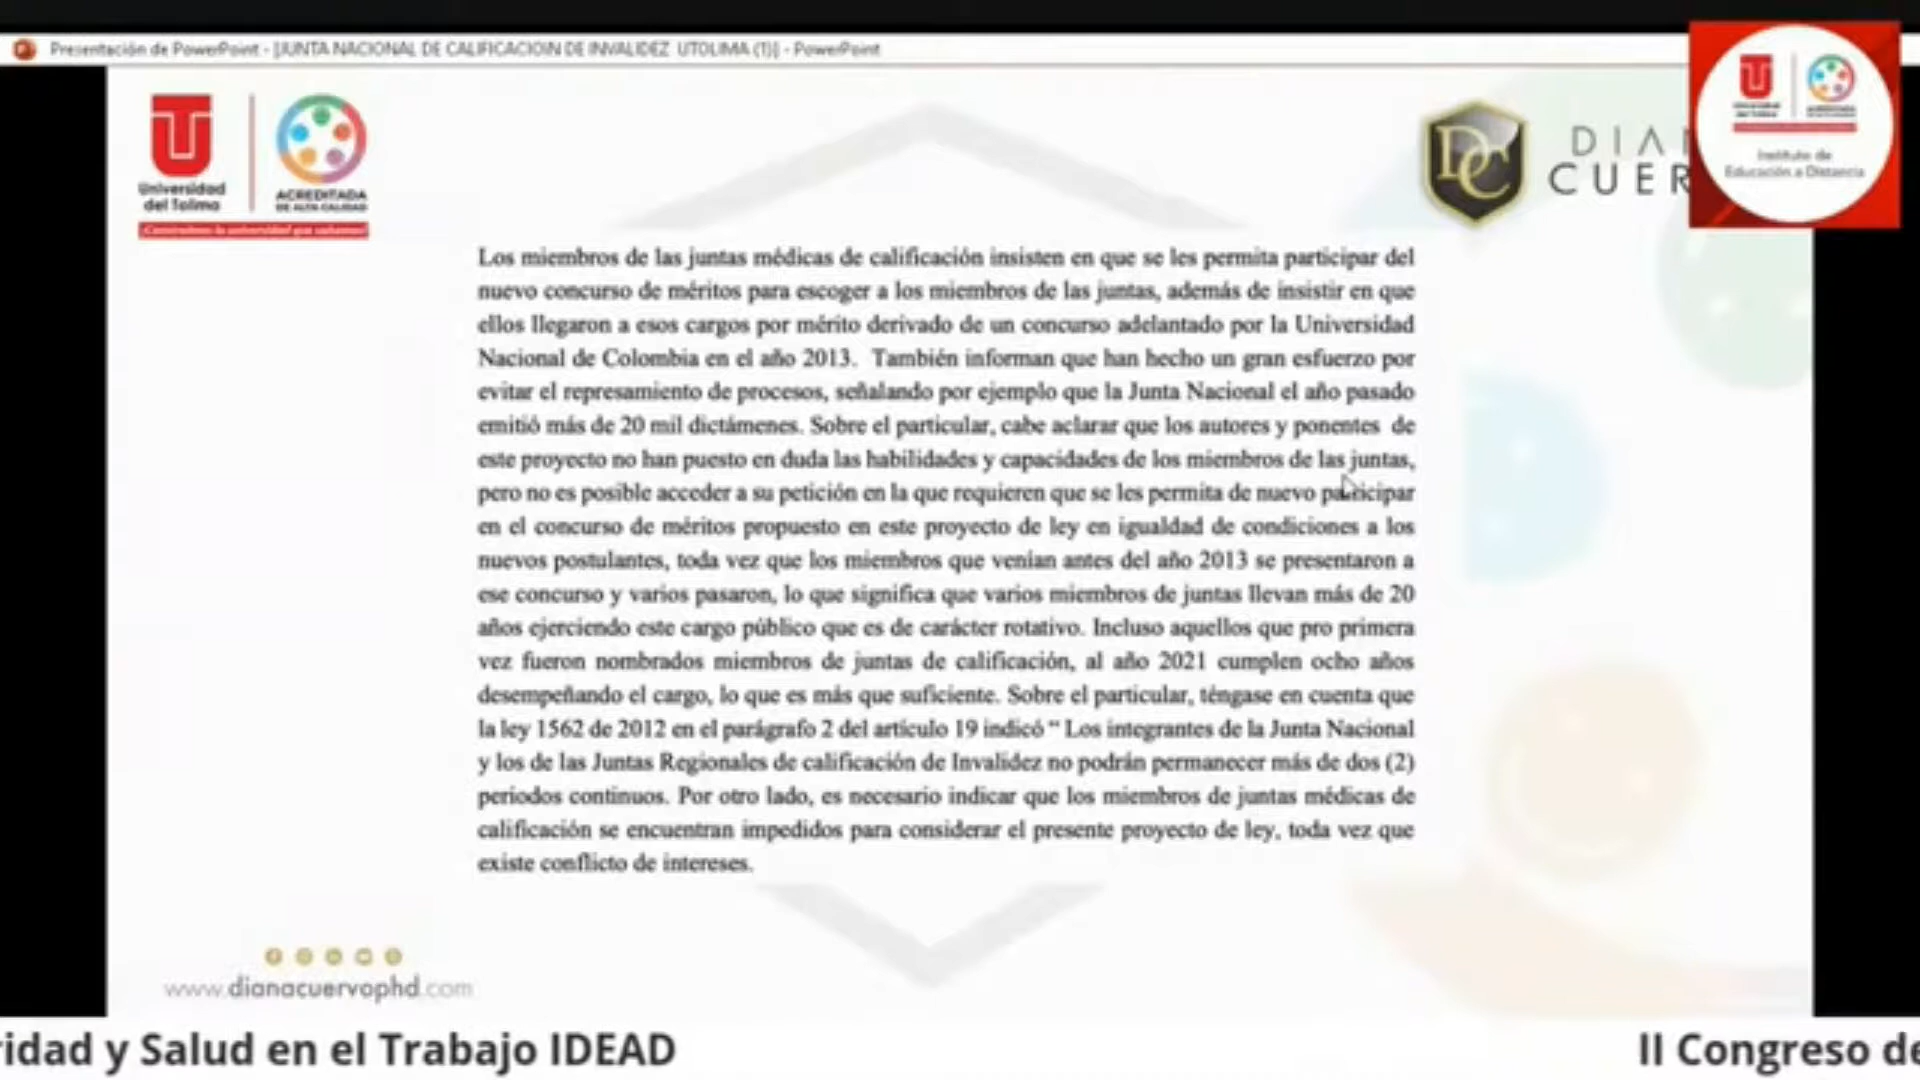 Presentación de PowerPoint - [JUNTA NACIONAL DE CALIFICACION DE INVALIDEZ UTOLIMA (1)] - PowerPoint
Universidad
del Tolima
ACREDITADA
DE ALTA CALIDAD
¡Construimos la universidad que soñamos!
DC
DIAN
CUER
Instituto de
Educación a Distancia
Los miembros de las juntas médicas de calificación insisten en que se les permita participar del
nuevo concurso de méritos para escoger a los miembros de las juntas, además de insistir en que
ellos llegaron a esos cargos por mérito derivado de un concurso adelantado por la Universidad
Nacional de Colombia en el año 2013. También informan que han hecho un gran esfuerzo por
evitar el represamiento de procesos, señalando por ejemplo que la Junta Nacional el año pasado
emitió más de 20 mil dictámenes. Sobre el particular, cabe aclarar que los autores y ponentes de
este proyecto no han puesto en duda las habilidades y capacidades de los miembros de las juntas,
pero no es posible acceder a su petición en la que requieren que se les permita de nuevo participar
en el concurso de méritos propuesto en este proyecto de ley en igualdad de condiciones a los
nuevos postulantes, toda vez que los miembros que venían antes del año 2013 se presentaron a
ese concurso y varios pasaron, lo que significa que varios miembros de juntas llevan más de 20
años ejerciendo este cargo público que es de carácter rotativo. Incluso aquellos que pro primera
vez fueron nombrados miembros de juntas de calificación, al año 2021 cumplen ocho años
desempeñando el cargo, lo que es más que suficiente. Sobre el particular, téngase en cuenta que
la ley 1562 de 2012 en el parágrafo 2 del artículo 19 indicó “ Los integrantes de la Junta Nacional
y los de las Juntas Regionales de calificación de Invalidez no podrán permanecer más de dos (2)
periodos continuos. Por otro lado, es necesario indicar que los miembros de juntas médicas de
calificación se encuentran impedidos para considerar el presente proyecto de ley, toda vez que
existe conflicto de intereses.
www.dianacuervophd.com
ridad y Salud en el Trabajo IDEAD
II Congreso de